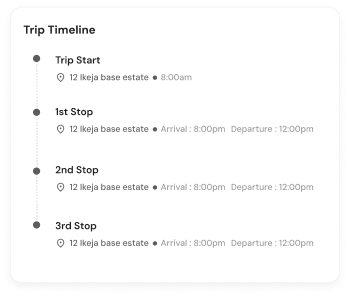 Trip Timeline
Trip Start
12 Ikeja base estate • 8:00am
1st Stop
12 Ikeja base estate • Arrival : 8:00pm Departure : 12:00pm
2nd Stop
12 Ikeja base estate • Arrival : 8:00pm Departure : 12:00pm
3rd Stop
12 Ikeja base estate • Arrival : 8:00pm Departure : 12:00pm